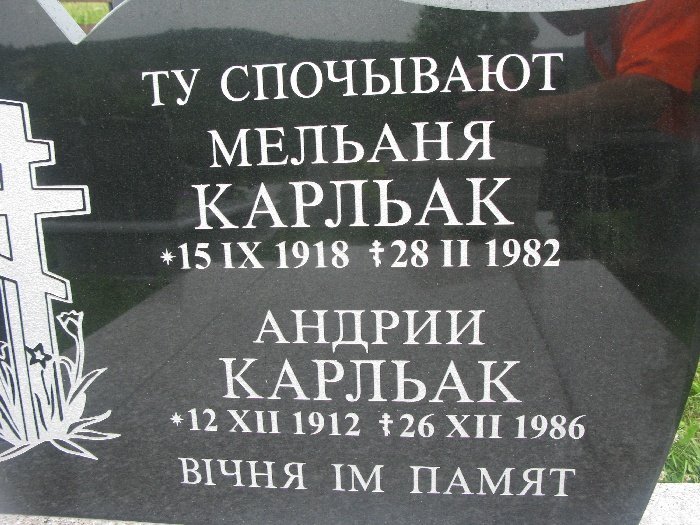 ТУ СПОЧЫВАЮТ
МЕЛЬАНЯ
КАРЛЬАК
*15 IX 1918 ‡28 II 1982
АНДРИИ
КАРЛЬАК
*12 XII 1912 ‡26 XII 1986
ВІЧНЯ ІМ ПАМЯТ